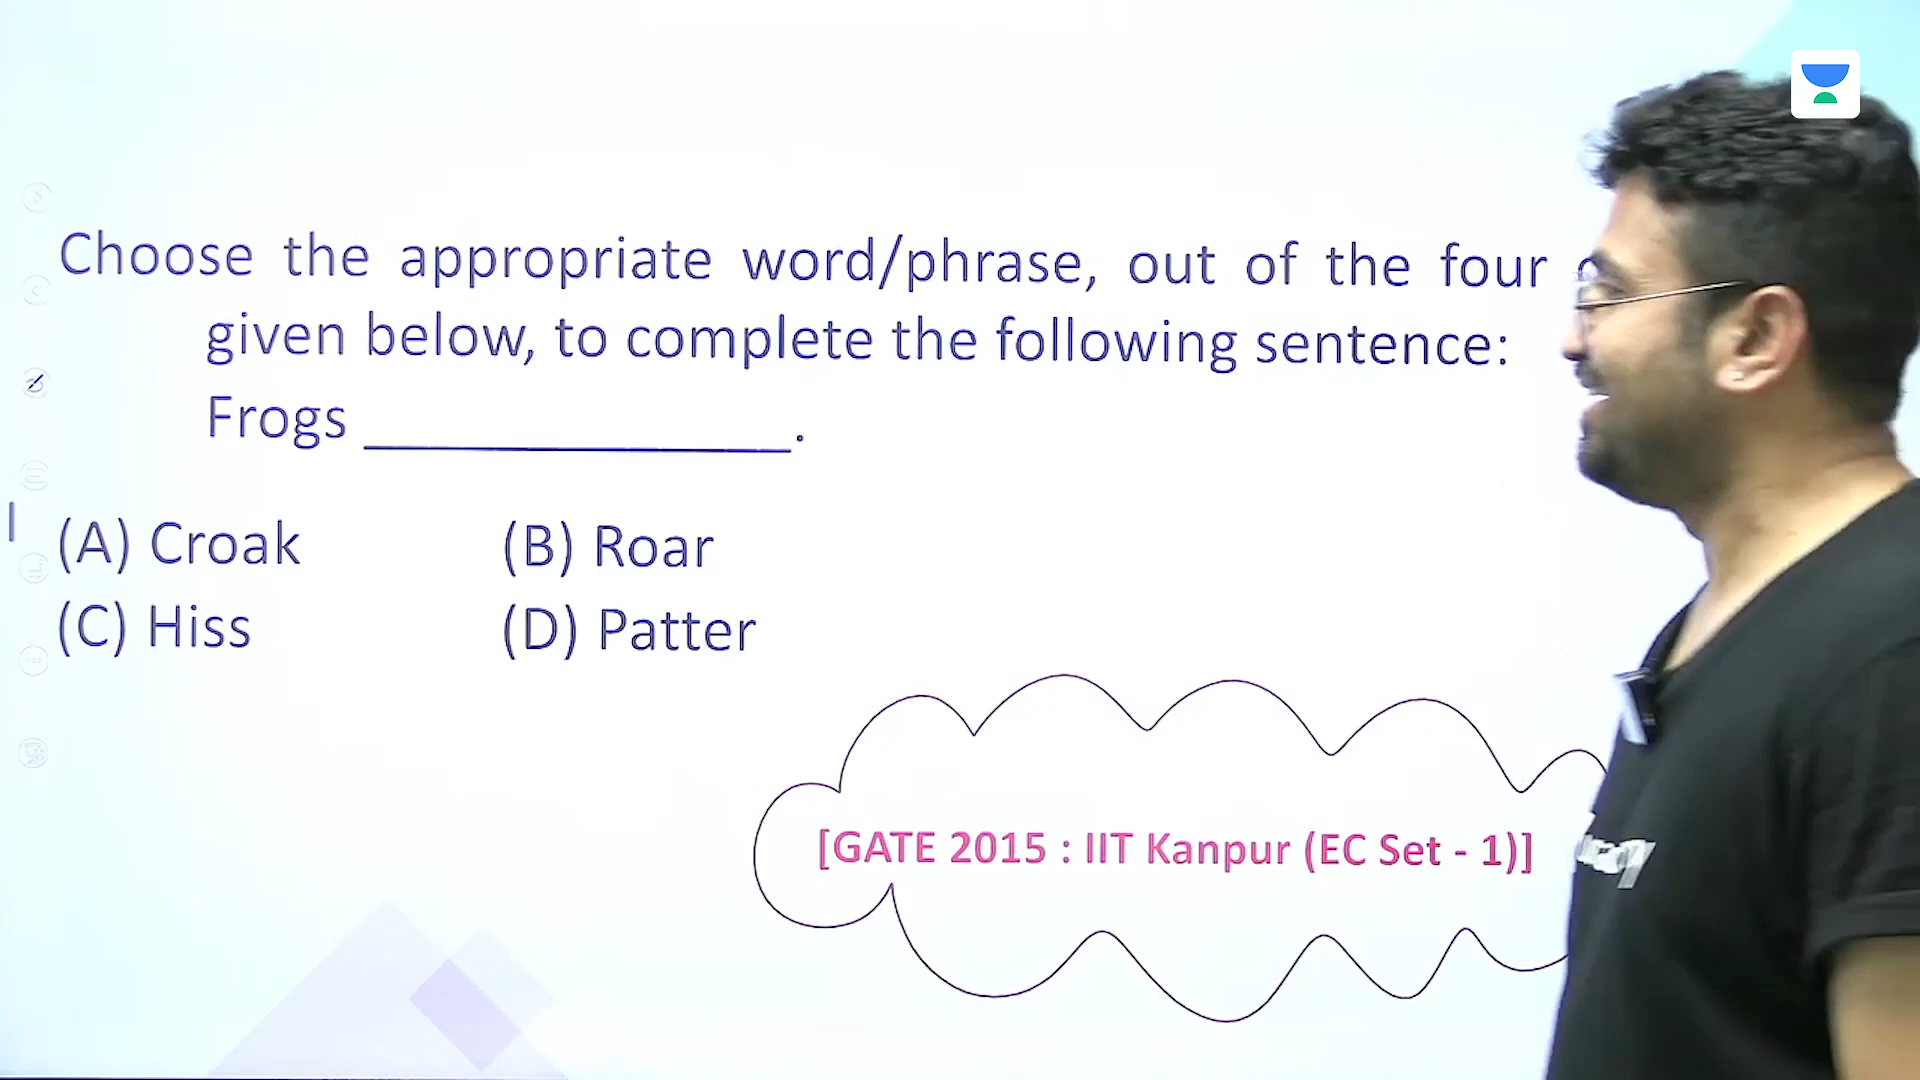 Choose the appropriate word/phrase, out of the four
given below, to complete the following sentence:
Frogs ______________.
(A) Croak (B) Roar
(C) Hiss (D) Patter
[GATE 2015 : IIT Kanpur (EC Set - 1)]